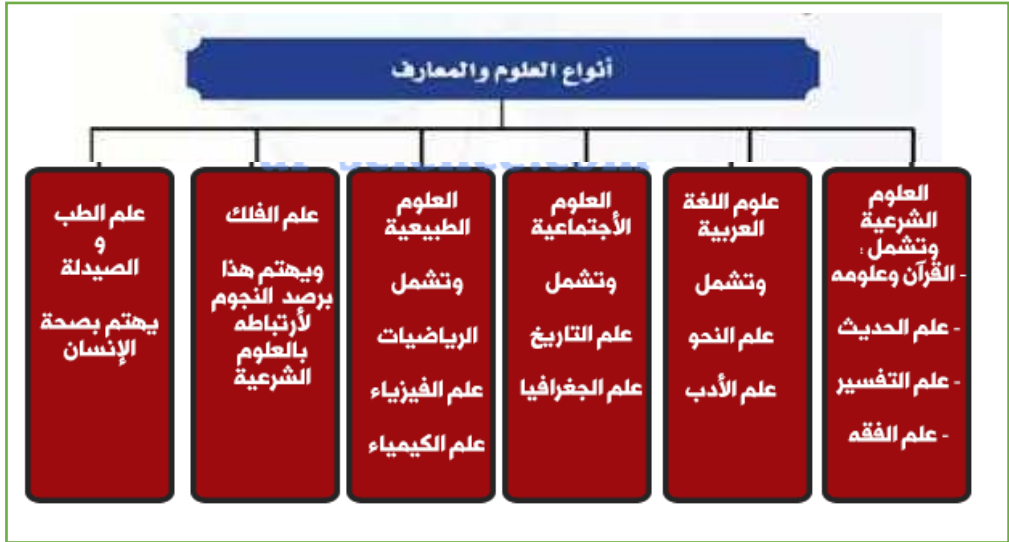 أنواع العلوم والمعارف
العلوم
الشرعية
وتشمل :
- القرآن وعلومه
- علم الحديث
- علم التفسير
- علم الفقه
علوم اللغة
العربية
وتشمل
علم النحو
علم الأدب
العلوم
الأجتماعية
وتشمل
علم التاريخ
علم الجغرافيا
العلوم
الطبيعية
وتشمل
الرياضيات
علم الفيزياء
علم الكيمياء
علم الفلك
ويهتم هذا
برصد النجوم
لأرتباطه
بالعلوم
الشرعية
علم الطب
و
الصيدلة
يهتم بصحة
الإنسان